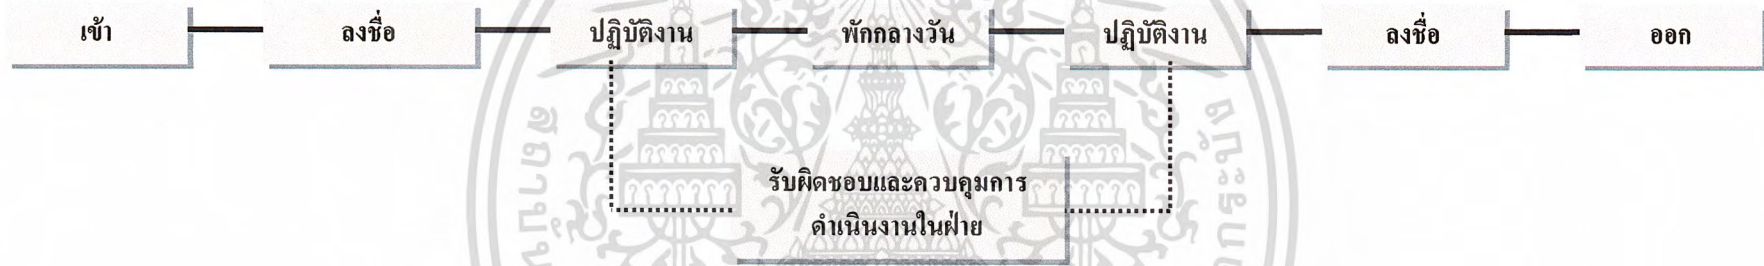 เข้า
ลงชื่อ
ปฏิบัติงาน
พักกลางวัน
ปฏิบัติงาน
ลงชื่อ
ออก
รับผิดชอบและควบคุมการ
ดำเนินงานในฝ่าย